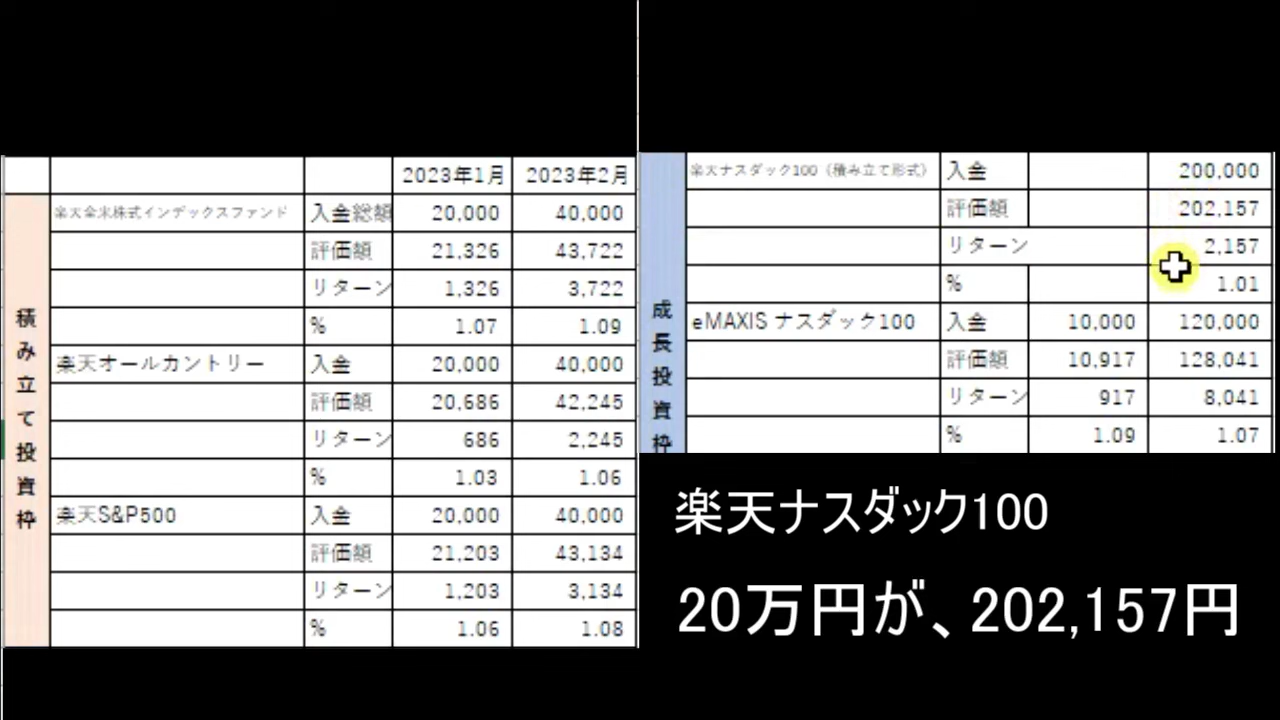 2023年1月 2023年2月
積み立て投資枠
楽天全米株式インデックスファンド 入金総額 20,000 40,000
評価額 21,326 43,722
リターン 1,326 3,722
% 1.07 1.09
楽天オールカントリー 入金 20,000 40,000
評価額 20,686 42,245
リターン 686 2,245
% 1.03 1.06
楽天S&P500 入金 20,000 40,000
評価額 21,203 43,134
リターン 1,203 3,134
% 1.06 1.08
成長投資枠
楽天ナスダック100（積み立て形式） 入金 200,000
評価額 202,157
リターン 2,157
% 1.01
eMAXIS ナスダック100 入金 10,000 120,000
評価額 10,917 128,041
リターン 917 8,041
% 1.09 1.07
楽天ナスダック100
20万円が、202,157円